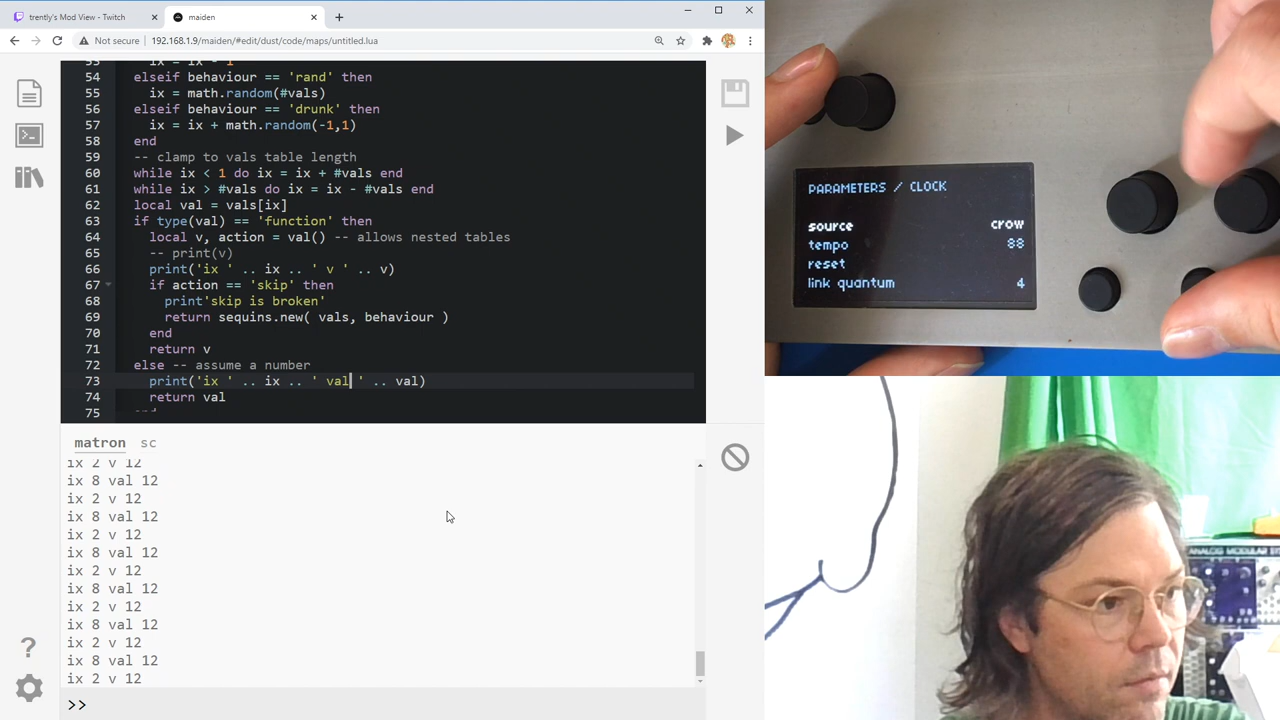 trently's Mod View - Twitch
maiden
Not secure
192.168.1.9/maiden/#edit/dust/code/maps/untitled.lua
53 ix = ix - 1
54 elseif behaviour == 'rand' then
55 ix = math.random(#vals)
56 elseif behaviour == 'drunk' then
57 ix = ix + math.random(-1,1)
58 end
59 -- clamp to vals table length
60 while ix < 1 do ix = ix + #vals end
61 while ix > #vals do ix = ix - #vals end
62 local val = vals[ix]
63 if type(val) == 'function' then
64 local v, action = val() -- allows nested tables
65 -- print(v)
66 print('ix ' .. ix .. ' v ' .. v)
67 if action == 'skip' then
68 print'skip is broken'
69 return sequins.new( vals, behaviour )
70 end
71 return v
72 else -- assume a number
73 print('ix ' .. ix .. ' val ' .. val)
74 return val
75 end
matron sc
ix 2 v 12
ix 8 val 12
ix 2 v 12
ix 8 val 12
ix 2 v 12
ix 8 val 12
ix 2 v 12
ix 8 val 12
ix 2 v 12
ix 8 val 12
ix 2 v 12
ix 8 val 12
ix 2 v 12
>>
PARAMETERS / CLOCK
source crow
tempo 88
reset
link quantum 4